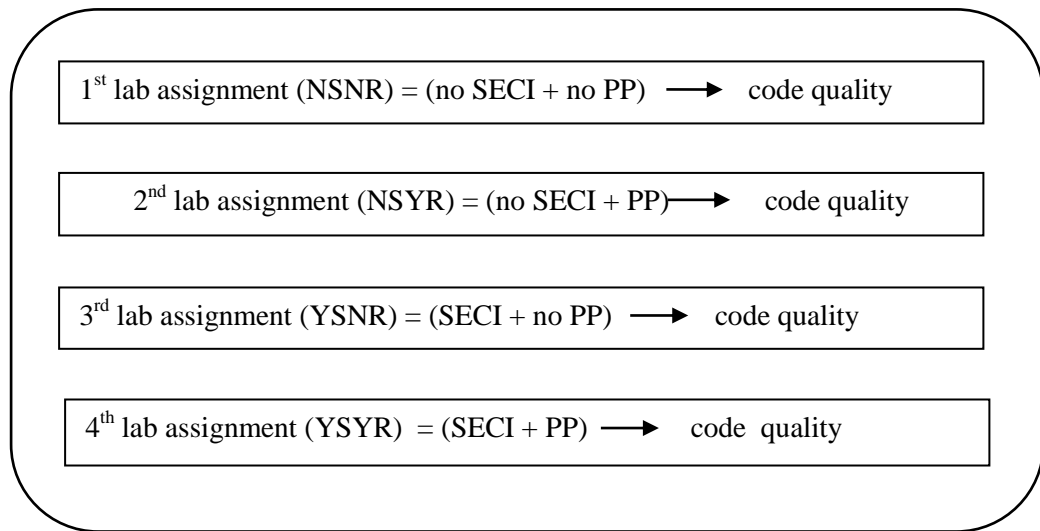 1st lab assignment (NSNR) = (no SECI + no PP) ⟶ code quality
2nd lab assignment (NSYR) = (no SECI + PP) ⟶ code quality
3rd lab assignment (YSNR) = (SECI + no PP) ⟶ code quality
4th lab assignment (YSYR) = (SECI + PP) ⟶ code quality